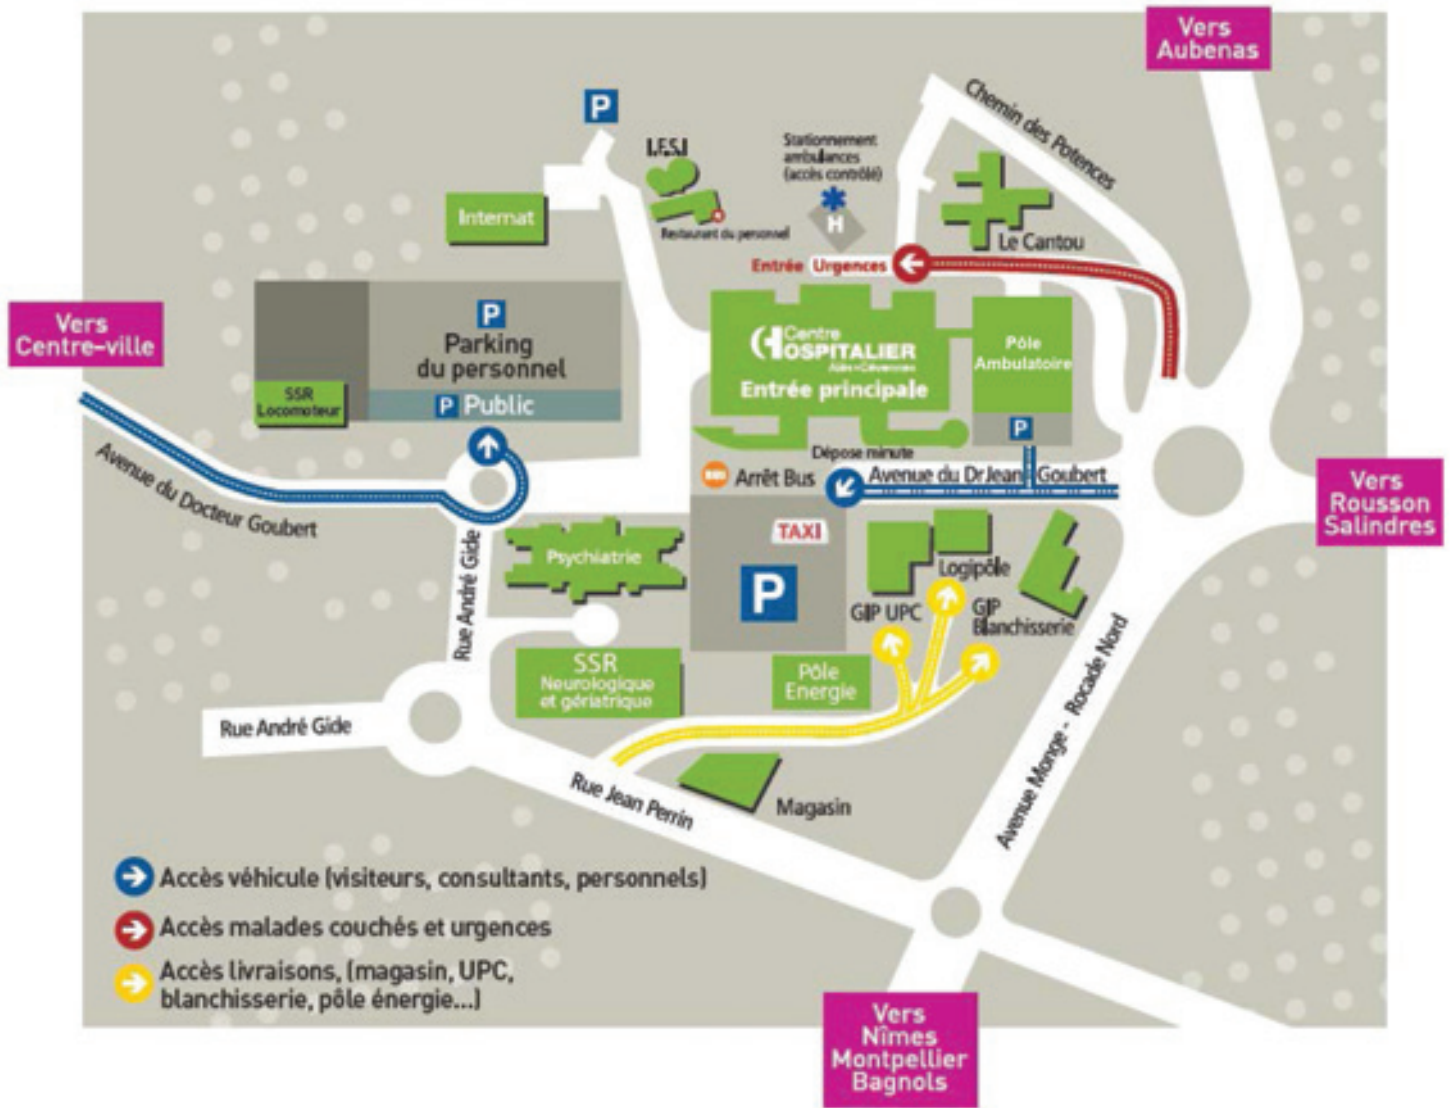 Vers
Aubenas
P
Chemin des Potences
I.F.S.I
Stationnement
ambulances
(accès contrôlé)
H
Internat
Restaurant du personnel
Le Cantou
Entrée Urgences
Vers
Centre-ville
P
Parking
du personnel
P Public
SSR
Locomoteur
Centre
HOSPITALIER
Alès-Cévennes
Entrée principale
Pôle
Ambulatoire
P
Dépose minute
Arrêt Bus
Avenue du Dr Jean Goubert
Vers
Rousson
Salindres
Avenue du Docteur Goubert
TAXI
Psychiatrie
P
Rue André Gide
Logipôle
GIP UPC
GIP
Blanchisserie
SSR
Neurologique
et gériatrique
Pôle
Energie
Rue André Gide
Avenue Monge - Rocade Nord
Rue Jean Perrin
Magasin
Accès véhicule (visiteurs, consultants, personnels)
Accès malades couchés et urgences
Accès livraisons, (magasin, UPC,
blanchisserie, pôle énergie...)
Vers
Nîmes
Montpellier
Bagnols